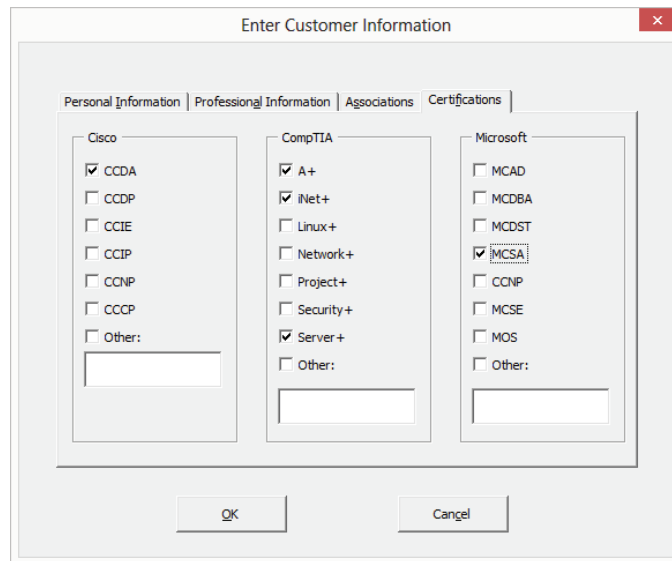 Enter Customer Information
Personal Information Professional Information Associations Certifications
Cisco
CCDA
CCDP
CCIE
CCIP
CCNP
CCCP
Other:
CompTIA
A+
iNet+
Linux+
Network+
Project+
Security+
Server+
Other:
Microsoft
MCAD
MCDBA
MCDST
MCSA
CCNP
MCSE
MOS
Other:
OK Cancel